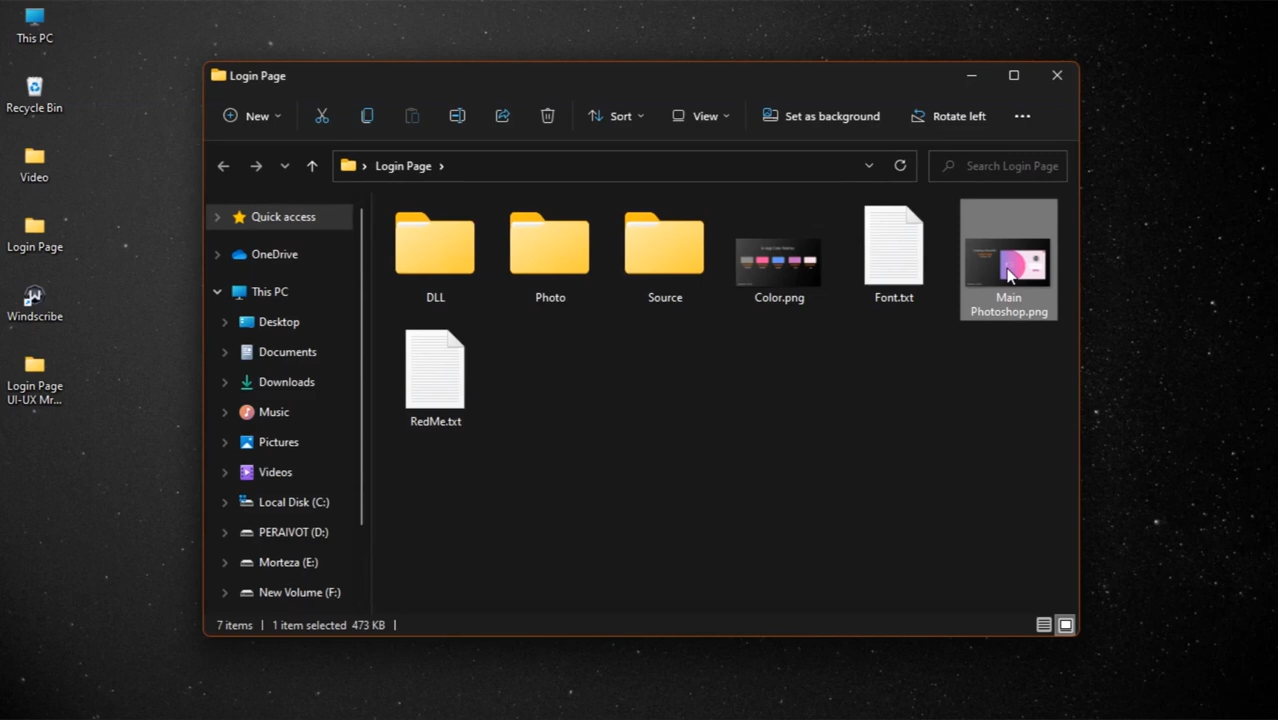 This PC
Recycle Bin
Video
Login Page
Windscribe
Login Page
UI-UX Mr...
Login Page
New
Sort
View
Set as background
Rotate left
Login Page
Search Login Page
Quick access
OneDrive
This PC
Desktop
Documents
Downloads
Music
Pictures
Videos
Local Disk (C:)
PERAIVOT (D:)
Morteza (E:)
New Volume (F:)
DLL
Photo
Source
Color.png
Font.txt
Main
Photoshop.png
RedMe.txt
7 items
1 item selected 473 KB